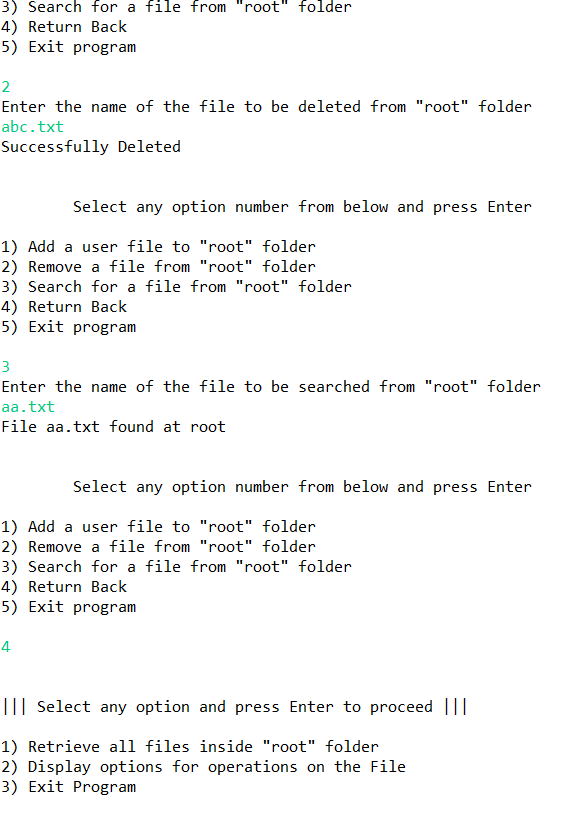 3) Search for a file from "root" folder
4) Return Back
5) Exit program
2
Enter the name of the file to be deleted from "root" folder
abc.txt
Successfully Deleted
Select any option number from below and press Enter
1) Add a user file to "root" folder
2) Remove a file from "root" folder
3) Search for a file from "root" folder
4) Return Back
5) Exit program
3
Enter the name of the file to be searched from "root" folder
aa.txt
File aa.txt found at root
Select any option number from below and press Enter
1) Add a user file to "root" folder
2) Remove a file from "root" folder
3) Search for a file from "root" folder
4) Return Back
5) Exit program
4
||| Select any option and press Enter to proceed |||
1) Retrieve all files inside "root" folder
2) Display options for operations on the File
3) Exit Program